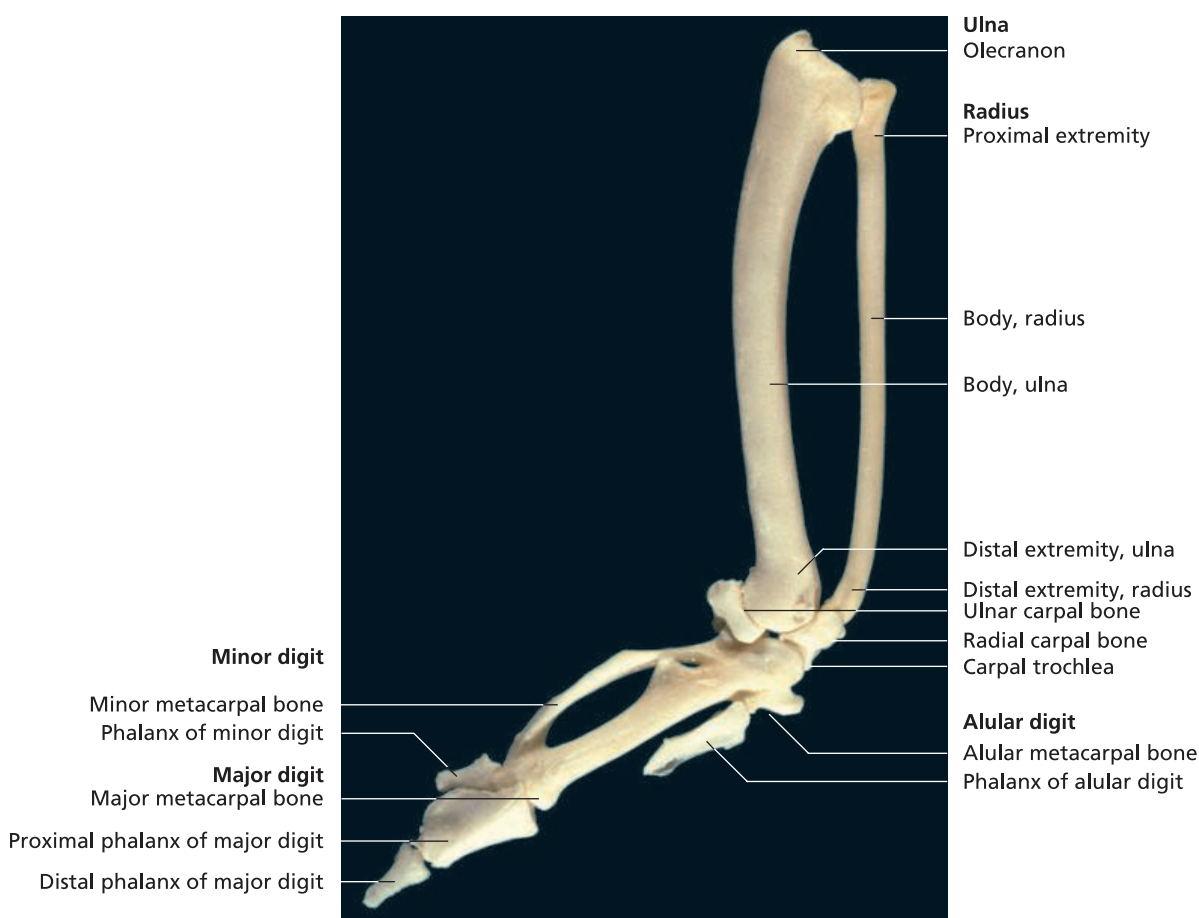 Ulna
Olecranon
Radius
Proximal extremity
Body, radius
Body, ulna
Distal extremity, ulna
Distal extremity, radius
Ulnar carpal bone
Radial carpal bone
Carpal trochlea
Alular digit
Alular metacarpal bone
Phalanx of alular digit
Minor digit
Minor metacarpal bone
Phalanx of minor digit
Major digit
Major metacarpal bone
Proximal phalanx of major digit
Distal phalanx of major digit